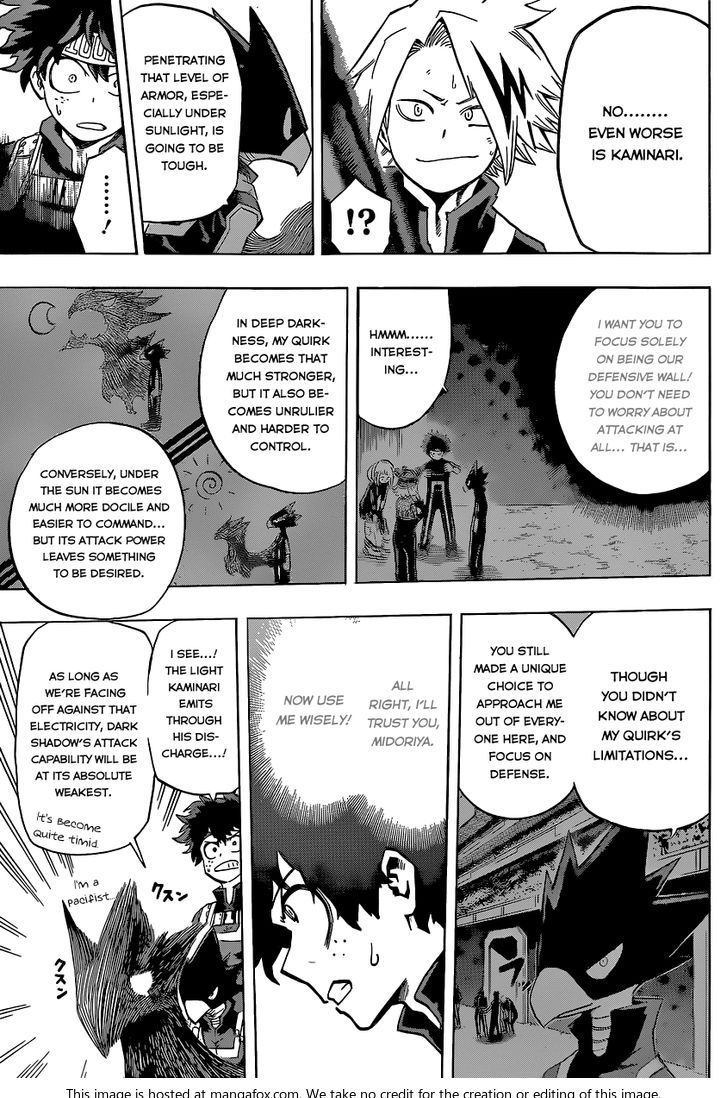 NO........
EVEN WORSE
IS KAMINARI.
!?
PENETRATING
THAT LEVEL OF
ARMOR, ESPE-
CIALLY UNDER
SUNLIGHT, IS
GOING TO BE
TOUGH.
......!
I WANT YOU TO
FOCUS SOLELY
ON BEING OUR
DEFENSIVE WALL!
YOU DON'T NEED
TO WORRY ABOUT
ATTACKING AT
ALL... THAT IS...
HMMM......
INTEREST-
ING...
IN DEEP DARK-
NESS, MY QUIRK
BECOMES THAT
MUCH STRONGER,
BUT IT ALSO BE-
COMES UNRULIER
AND HARDER TO
CONTROL.
CONVERSELY, UNDER
THE SUN IT BECOMES
MUCH MORE DOCILE AND
EASIER TO COMMAND...
BUT ITS ATTACK POWER
LEAVES SOMETHING
TO BE DESIRED.
THOUGH
YOU DIDN'T
KNOW ABOUT
MY QUIRK'S
LIMITATIONS...
YOU STILL
MADE A UNIQUE
CHOICE TO
APPROACH ME
OUT OF EVERY-
ONE HERE, AND
FOCUS ON
DEFENSE.
フ"
ALL
RIGHT, I'LL
TRUST YOU,
MIDORIYA.
NOW USE
ME WISELY!
I SEE...!
THE LIGHT
KAMINARI
EMITS
THROUGH
HIS DIS-
CHARGE...!
AS LONG AS
WE'RE FACING
OFF AGAINST THAT
ELECTRICITY, DARK
SHADOW'S ATTACK
CAPABILITY WILL BE
AT ITS ABSOLUTE
WEAKEST.
It's become
quite timid.
I'm a
pacifist...
クスン
クスン
This image is hosted at mangafox.com. We take no credit for the creation or editing of this image.